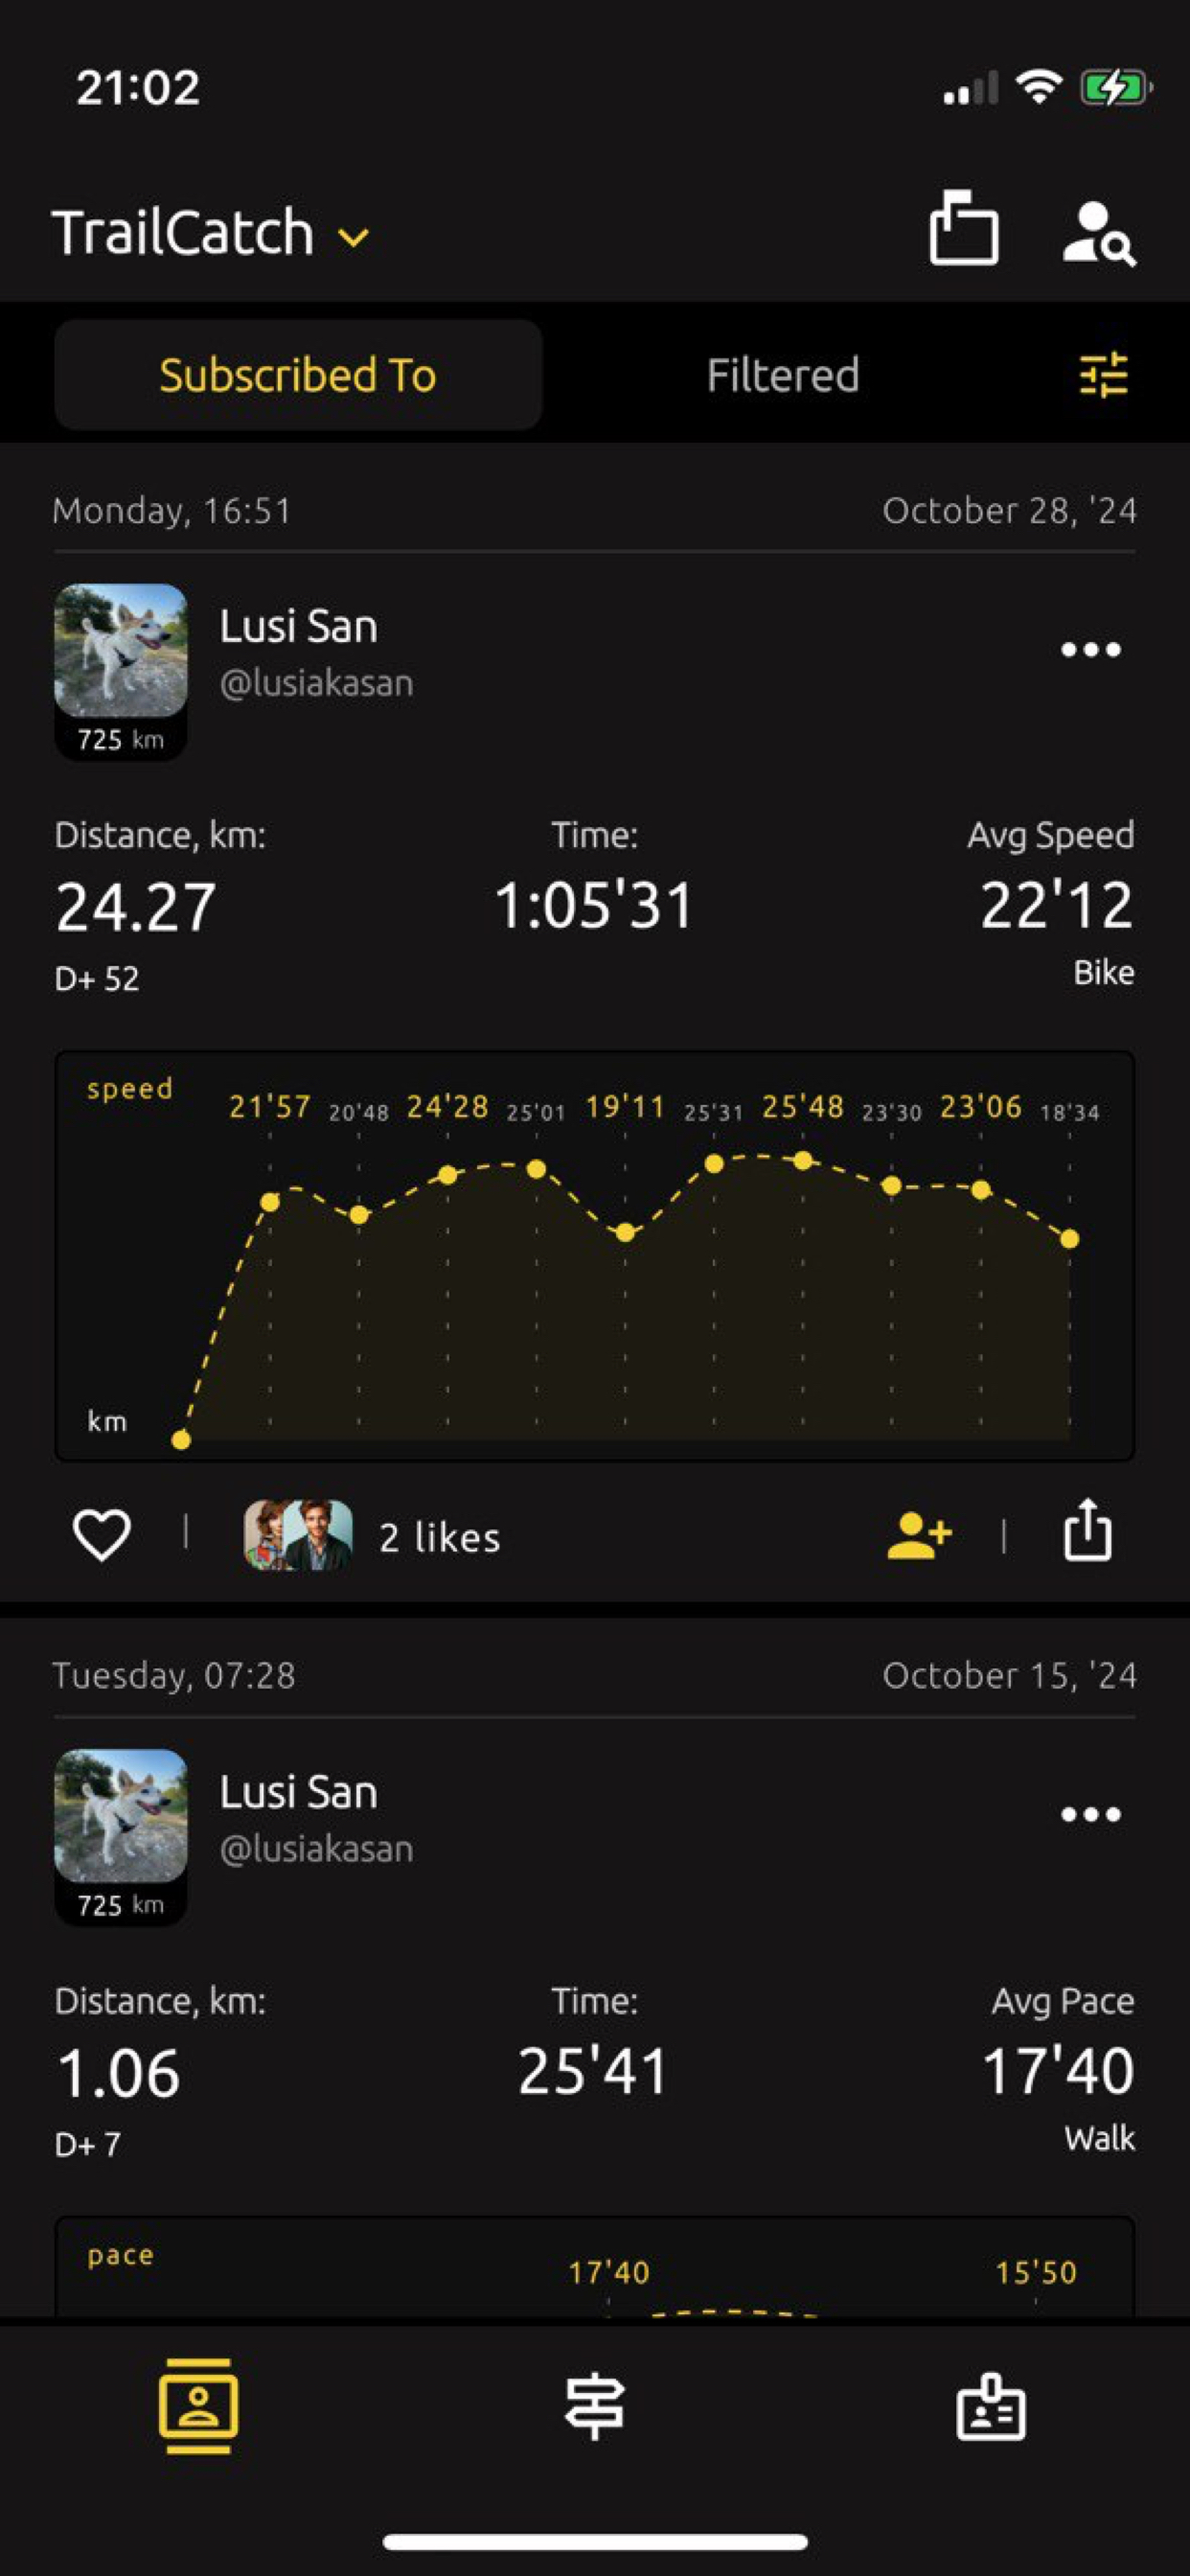 21:02
TrailCatch
Subscribed To Filtered
Monday, 16:51 October 28, '24
Lusi San
@lusiakasan
725 km
Distance, km: Time: Avg Speed
24.27 1:05'31 22'12
D+ 52 Bike
speed 21'57 20'48 24'28 25'01 19'11 25'31 25'48 23'30 23'06 18'34
km
2 likes
Tuesday, 07:28 October 15, '24
Lusi San
@lusiakasan
725 km
Distance, km: Time: Avg Pace
1.06 25'41 17'40
D+ 7 Walk
pace 17'40 15'50